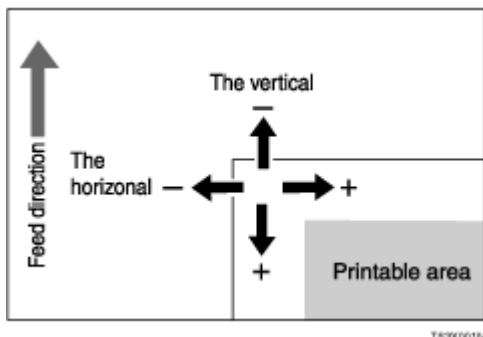 The vertical
−
The
horizonal
−
+
+
Feed direction
Printable area